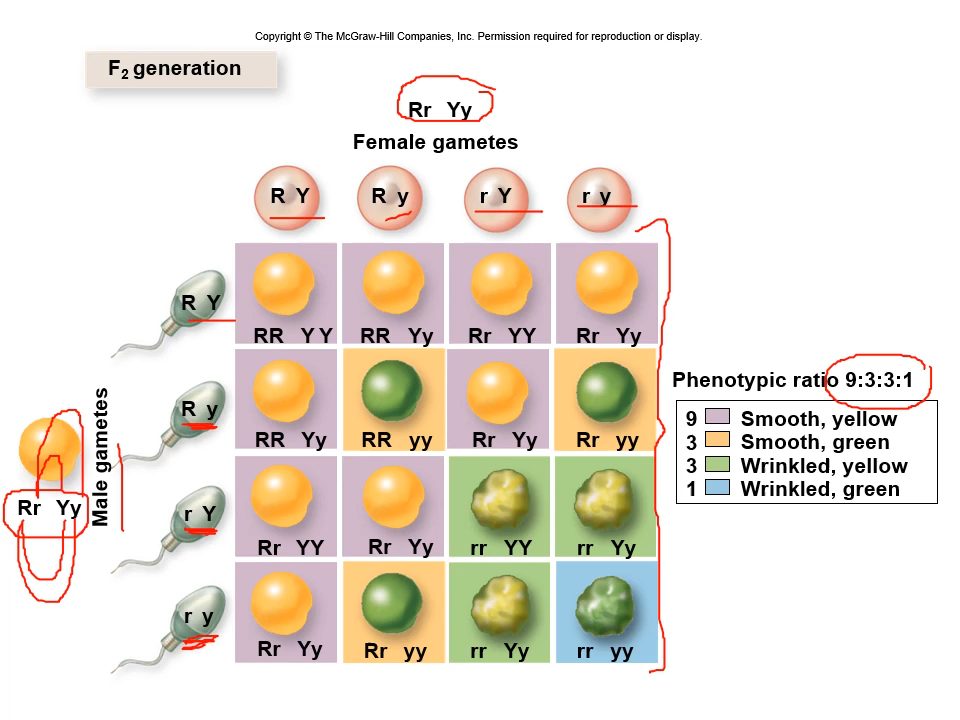 Copyright © The McGraw-Hill Companies, Inc. Permission required for reproduction or display.
F₂ generation
Rr Yy
Female gametes
R Y R y r Y r y
R Y
RR Y Y RR Yy Rr YY Rr Yy
Phenotypic ratio 9:3:3:1
R y
RR Yy RR yy Rr Yy Rr yy
9 Smooth, yellow
3 Smooth, green
3 Wrinkled, yellow
1 Wrinkled, green
Male gametes
Rr Yy
r Y
Rr YY Rr Yy rr YY rr Yy
r y
Rr Yy Rr yy rr Yy rr yy